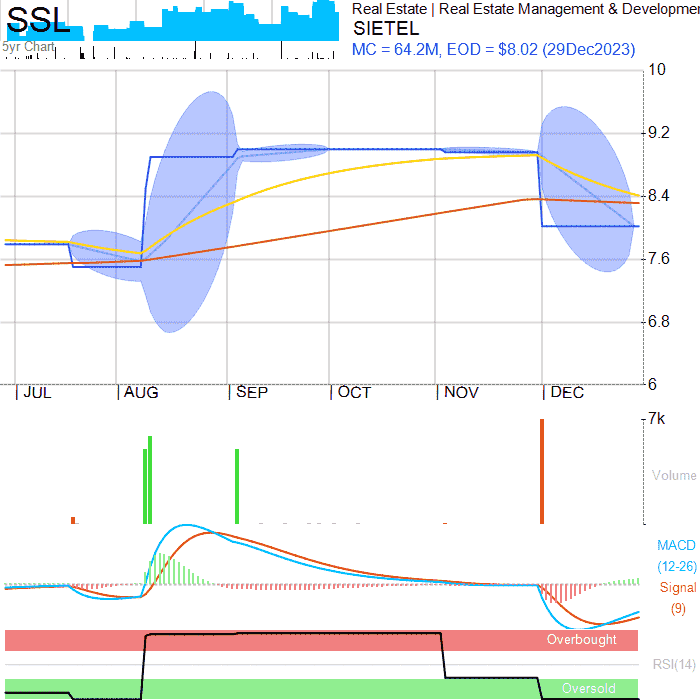 SSL
5yr Chart
Real Estate | Real Estate Management & Developmen
SIETEL
MC = 64.2M, EOD = $8.02 (29Dec2023)
10
9.2
8.4
7.6
6.8
6
JUL AUG SEP OCT NOV DEC
7k
Volume
MACD
(12-26)
Signal
(9)
Overbought
RSI(14)
Oversold